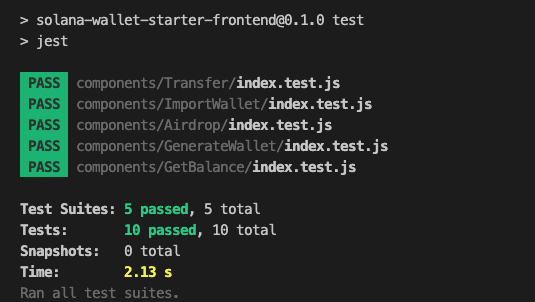 > solana-wallet-starter-frontend@0.1.0 test
> jest
PASS components/Transfer/index.test.js
PASS components/ImportWallet/index.test.js
PASS components/Airdrop/index.test.js
PASS components/GenerateWallet/index.test.js
PASS components/GetBalance/index.test.js
Test Suites: 5 passed, 5 total
Tests: 10 passed, 10 total
Snapshots: 0 total
Time: 2.13 s
Ran all test suites.